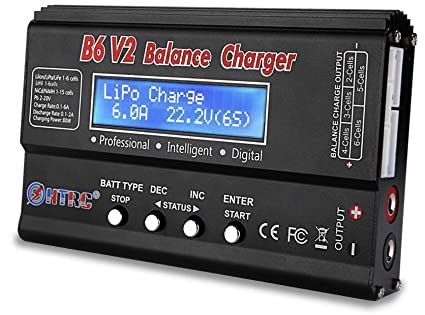 B6 V2 Balance Charger
LiIon/LiPo/LiFe 1-6 cells
LiHV 1-6cells
NiCd/NiMH 1-15 cells
Pb 2-20V
Charge Rate:0.1-6A
Discharge Rate:0.1-2A
Charging Power:80W
LiPo Charge
6.0A 22.2V(6S)
• Professional • Intelligent • Digital
BALANCE CHARGE OUTPUT
2-Cells
3-Cells
4-Cells
5-Cells
6-Cells
HTRC
BATT TYPE
STOP
DEC
INC
◄ STATUS ►
ENTER
START
CE FC
OUTPUT
+
−